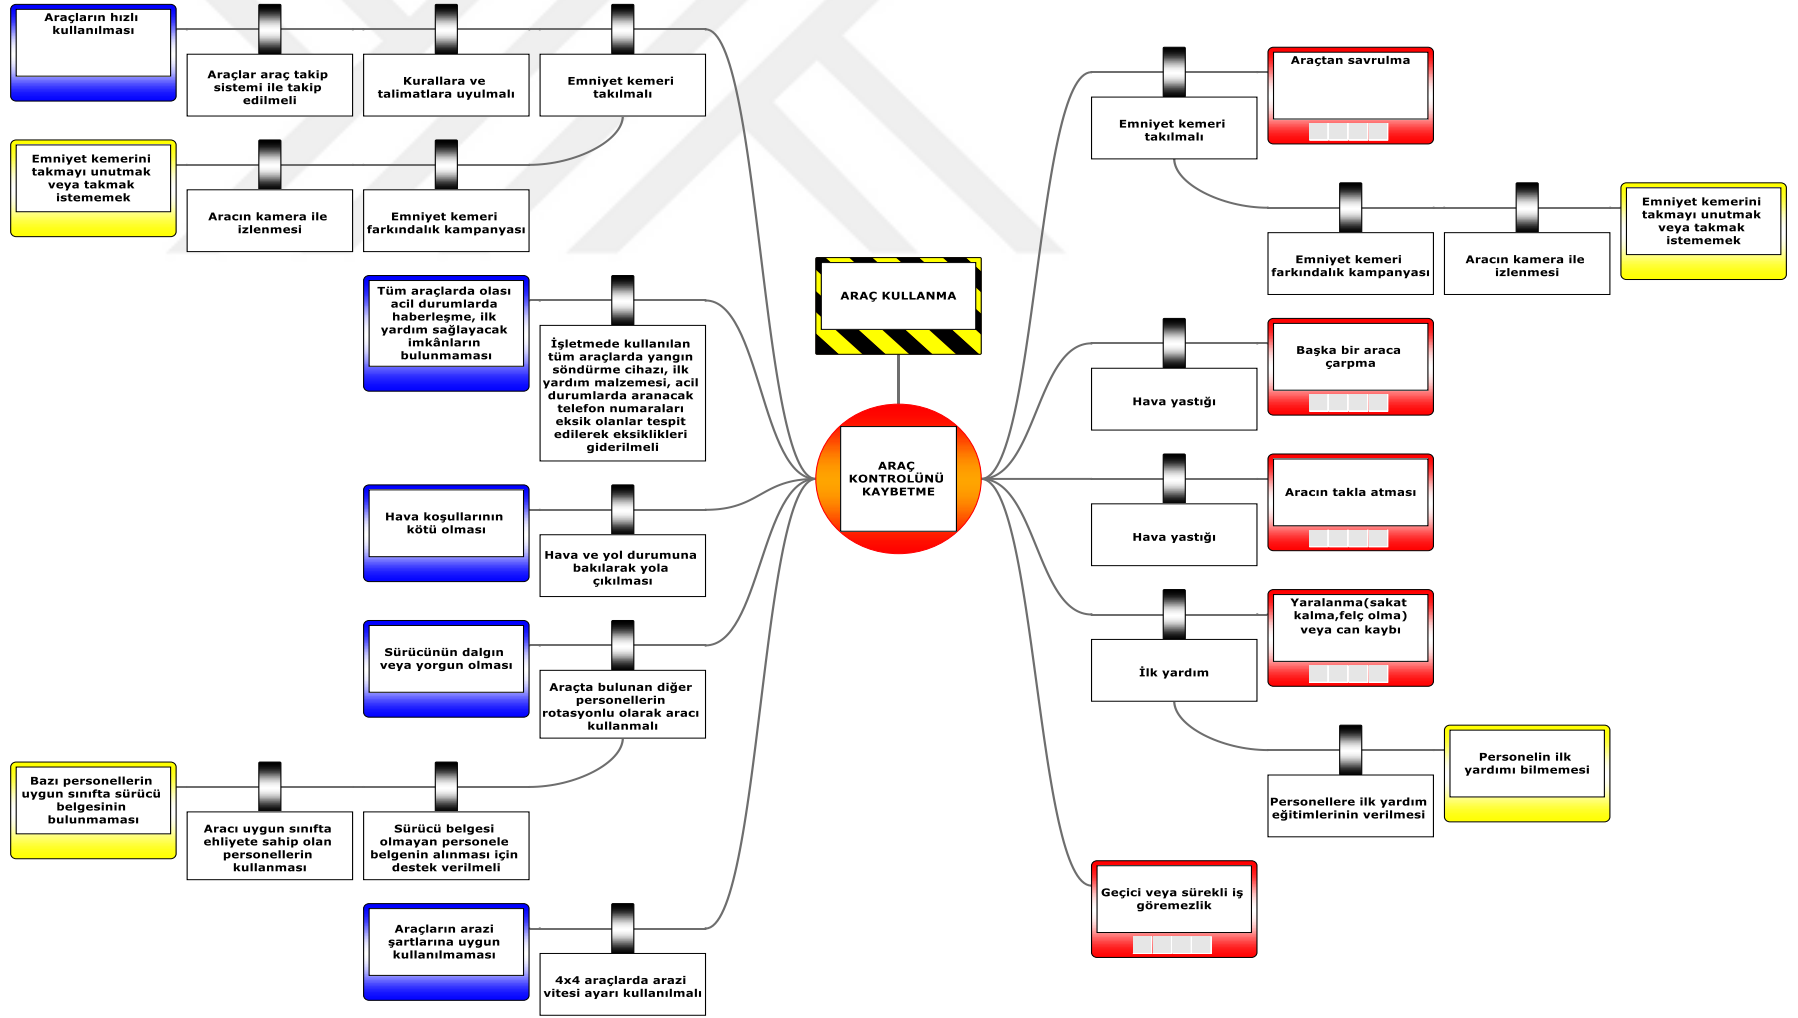 Araçların hızlı
kullanılması
Araçlar araç takip
sistemi ile takip
edilmeli
Kurallara ve
talimatlara uyulmalı
Emniyet kemeri
takılmalı
Emniyet kemerini
takmayı unutmak
veya takmak
istememek
Aracın kamera ile
izlenmesi
Emniyet kemeri
farkındalık kampanyası
Tüm araçlarda olası
acil durumlarda
haberleşme, ilk
yardım sağlayacak
imkânların
bulunmaması
İşletmede kullanılan
tüm araçlarda yangın
söndürme cihazı, ilk
yardım malzemesi, acil
durumlarda aranacak
telefon numaraları
eksik olanlar tespit
edilerek eksiklikleri
giderilmeli
Hava koşullarının
kötü olması
Hava ve yol durumuna
bakılarak yola
çıkılması
Sürücünün dalgın
veya yorgun olması
Araçta bulunan diğer
personellerin
rotasyonlu olarak aracı
kullanmalı
Bazı personellerin
uygun sınıfta sürücü
belgesinin
bulunmaması
Aracı uygun sınıfta
ehliyete sahip olan
personellerin
kullanması
Sürücü belgesi
olmayan personele
belgenin alınması için
destek verilmeli
Araçların arazi
şartlarına uygun
kullanılmaması
4x4 araçlarda arazi
vitesi ayarı kullanılmalı
ARAÇ KULLANMA
ARAÇ
KONTROLÜNÜ
KAYBETME
Emniyet kemeri
takılmalı
Araçtan savrulma
Emniyet kemeri
farkındalık kampanyası
Aracın kamera ile
izlenmesi
Emniyet kemerini
takmayı unutmak
veya takmak
istememek
Hava yastığı
Başka bir araca
çarpma
Hava yastığı
Aracın takla atması
İlk yardım
Yaralanma(sakat
kalma,felç olma)
veya can kaybı
Personellere ilk yardım
eğitimlerinin verilmesi
Personelin ilk
yardımı bilmemesi
Geçici veya sürekli iş
göremezlik